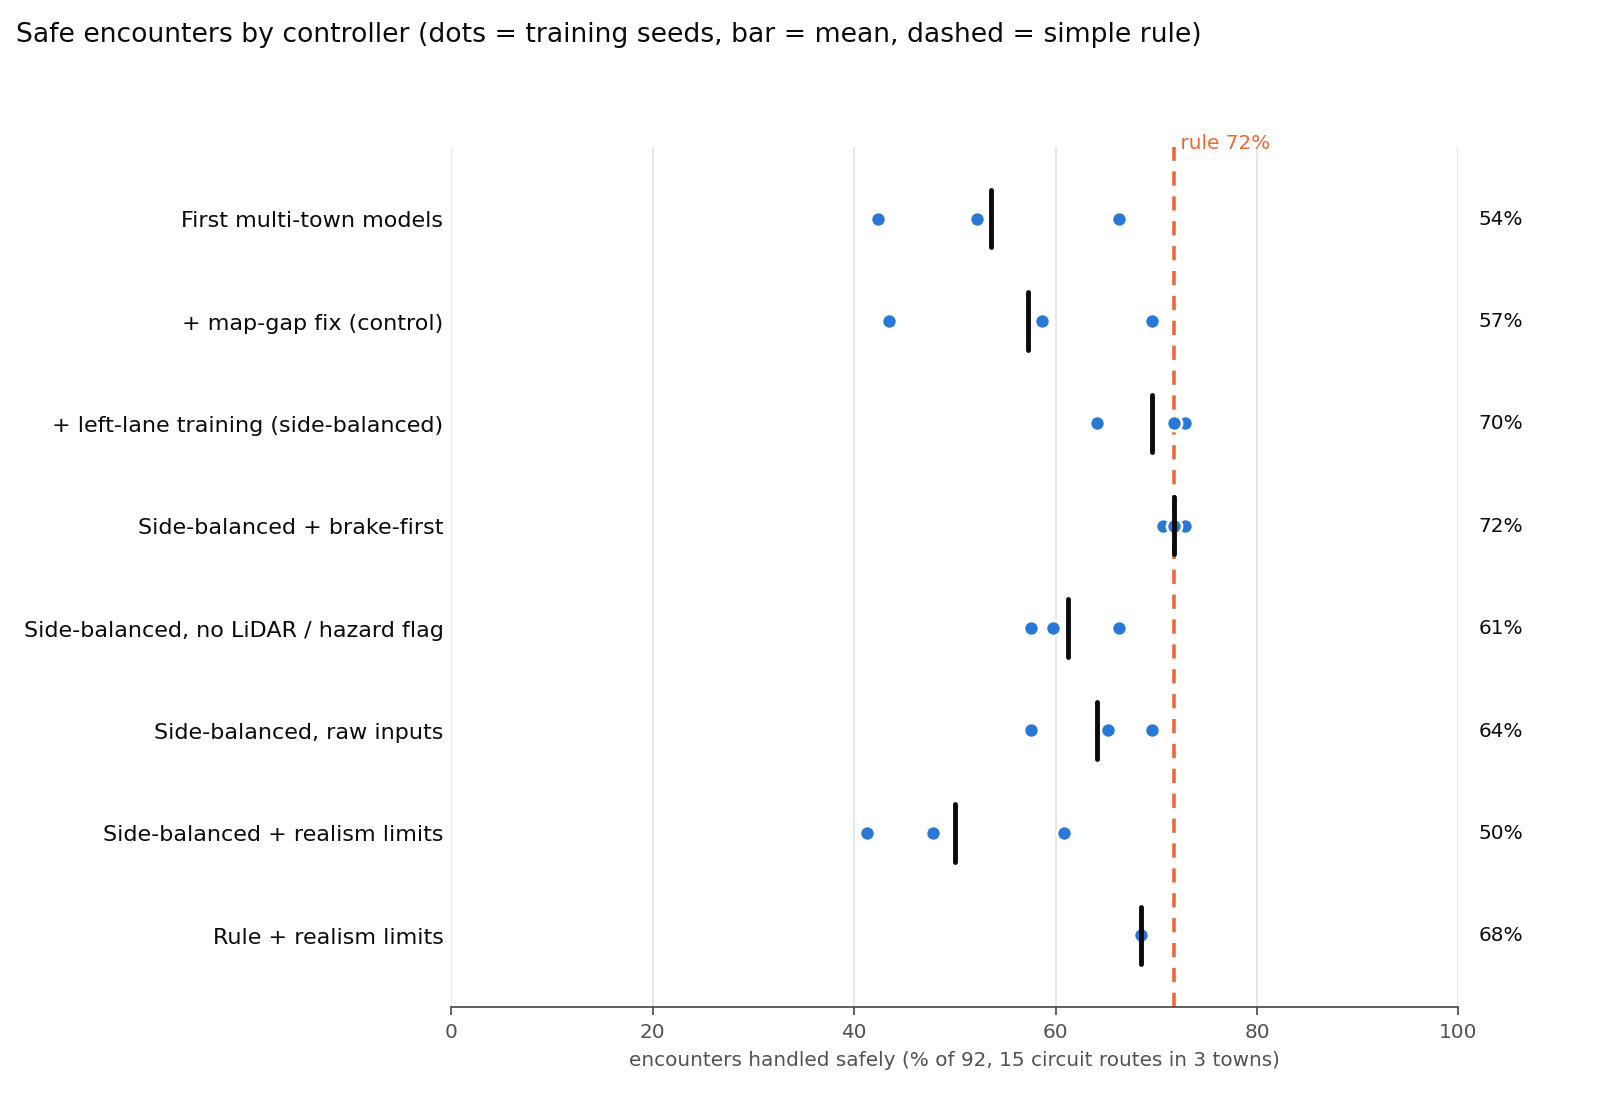 Safe encounters by controller (dots = training seeds, bar = mean, dashed = simple rule)
rule 72%
First multi-town models 54%
+ map-gap fix (control) 57%
+ left-lane training (side-balanced) 70%
Side-balanced + brake-first 72%
Side-balanced, no LiDAR / hazard flag 61%
Side-balanced, raw inputs 64%
Side-balanced + realism limits 50%
Rule + realism limits 68%
0 20 40 60 80 100
encounters handled safely (% of 92, 15 circuit routes in 3 towns)